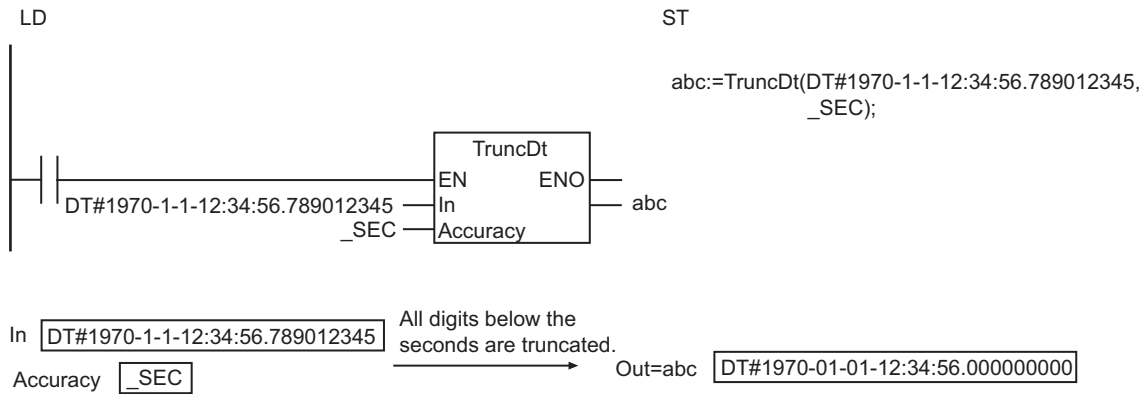 LD
ST
abc:=TruncDt(DT#1970-1-1-12:34:56.789012345,
_SEC);
TruncDt
EN ENO
DT#1970-1-1-12:34:56.789012345 In abc
_SEC Accuracy
In DT#1970-1-1-12:34:56.789012345
All digits below the
seconds are truncated.
Accuracy _SEC
Out=abc DT#1970-01-01-12:34:56.000000000